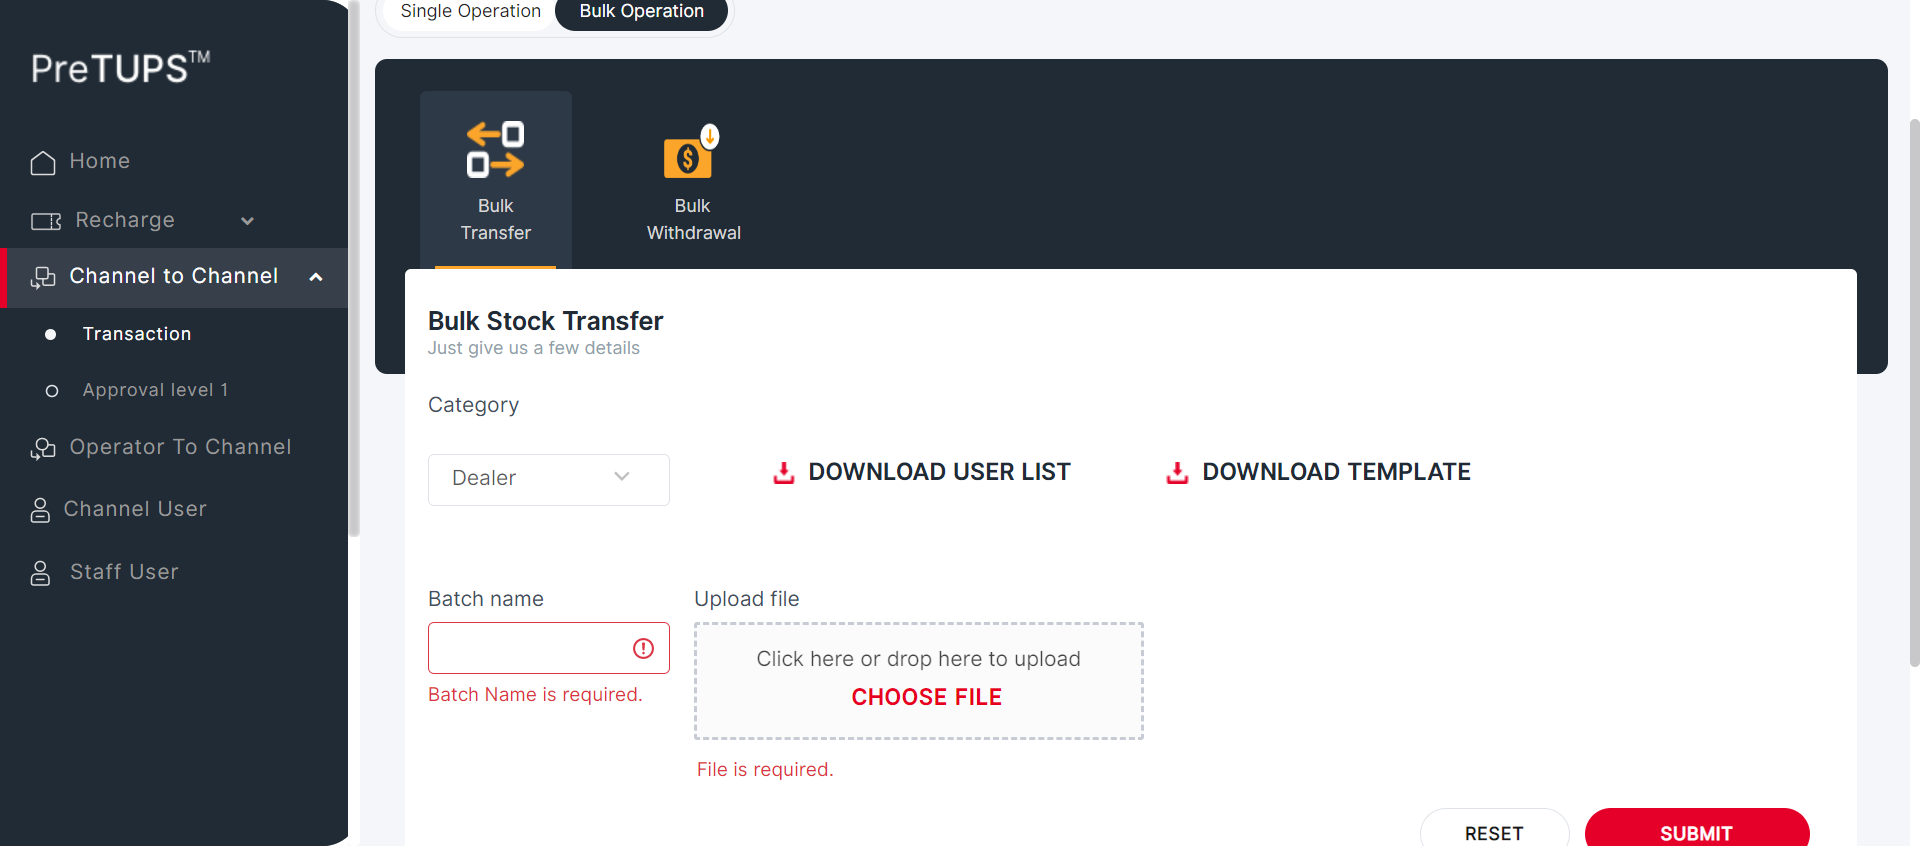 PreTUPS™
Home
Recharge
Channel to Channel
Transaction
Approval level 1
Operator To Channel
Channel User
Staff User
Single Operation
Bulk Operation
Bulk
Transfer
Bulk
Withdrawal
Bulk Stock Transfer
Just give us a few details
Category
Dealer
DOWNLOAD USER LIST
DOWNLOAD TEMPLATE
Batch name
Batch Name is required.
Upload file
Click here or drop here to upload
CHOOSE FILE
File is required.
RESET
SUBMIT